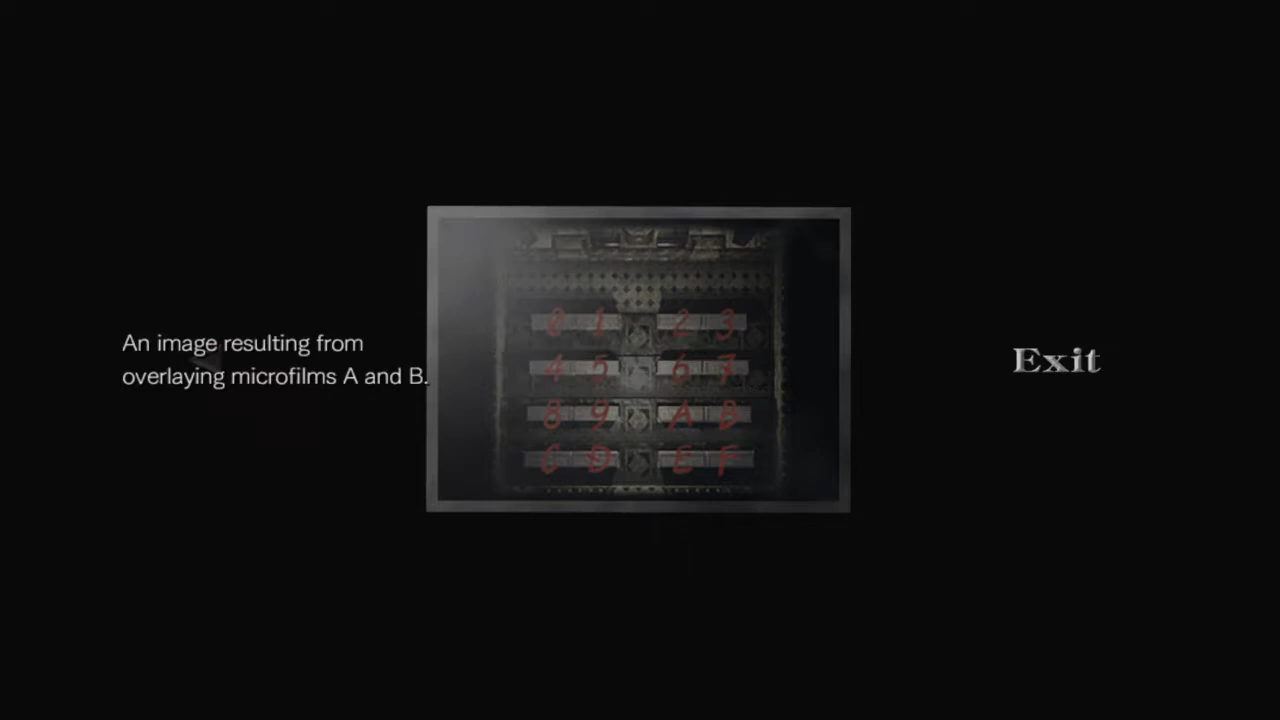 An image resulting from
overlaying microfilms A and B.
0 1 2 3
4 5 6 7
8 9 A B
C D E F
Exit